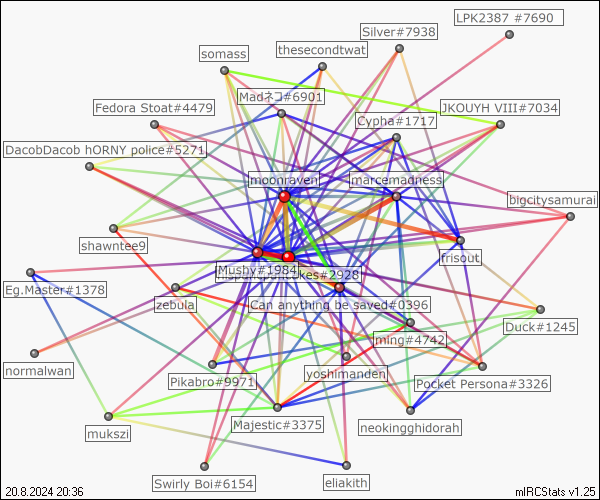 LPK2387 #7690
Silver#7938
thesecondtwat
somass
Madネコ#6901
Fedora Stoat#4479
JKOUYH VIII#7034
Cypha#1717
DacobDacob hORNY police#5271
moonraven
marcemadness
bigcitysamurai
shawntee9
frisout
Mushy#1984
cakes#2928
Eg.Master#1378
zebula
Can anything be saved#0396
Duck#1245
ming#4742
normalwan
yoshimanden
Pikabro#9971
Pocket Persona#3326
mukszi
Majestic#3375
neokingghidorah
Swirly Boi#6154
eliakith
20.8.2024 20:36
mIRCStats v1.25